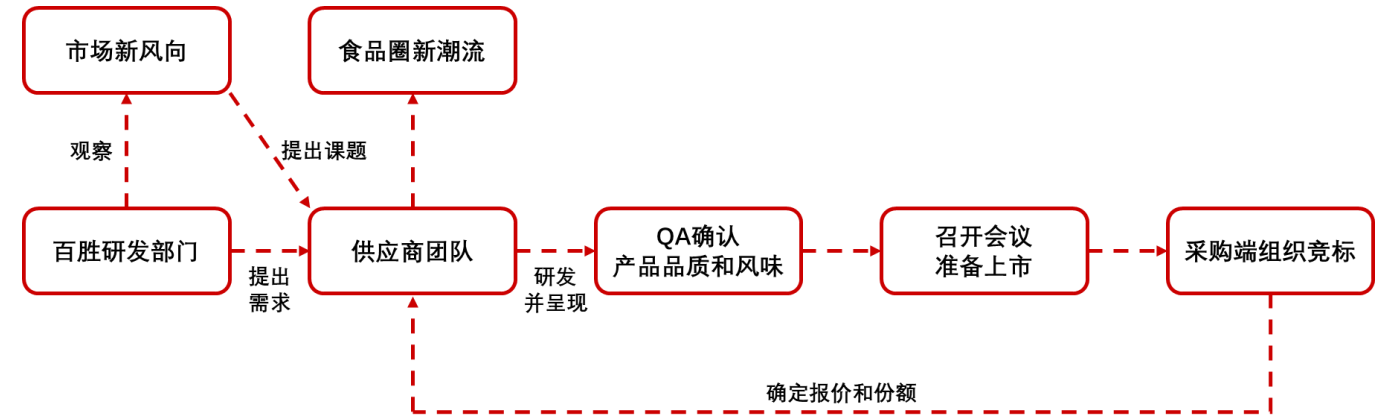 市场新风向
食品圈新潮流
观察
提出课题
百胜研发部门
提出
需求
供应商团队
研发
并呈现
QA确认
产品品质和风味
召开会议
准备上市
采购端组织竞标
确定报价和份额